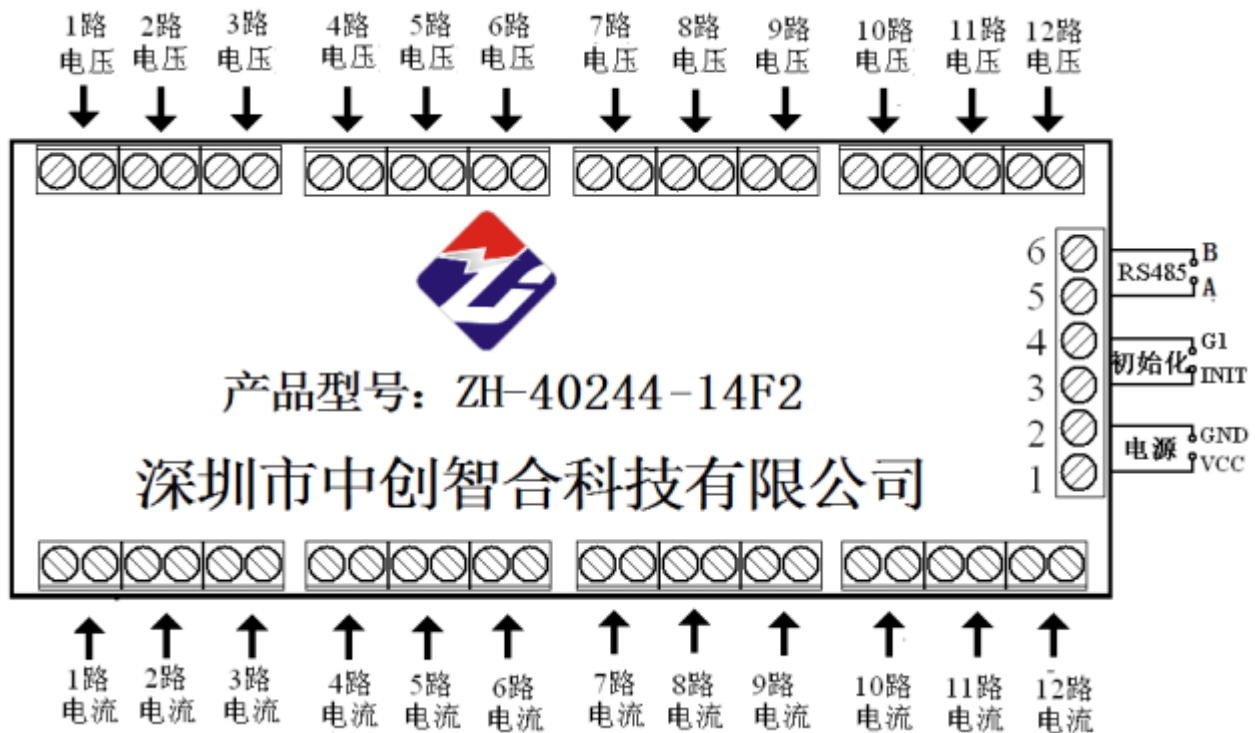 1路
电压
2路
电压
3路
电压
4路
电压
5路
电压
6路
电压
7路
电压
8路
电压
9路
电压
10路
电压
11路
电压
12路
电压
6
B
RS485
5
A
4
G1
初始化
3
INIT
2
GND
电源
1
VCC
产品型号：ZH-40244-14F2
深圳市中创智合科技有限公司
1路
电流
2路
电流
3路
电流
4路
电流
5路
电流
6路
电流
7路
电流
8路
电流
9路
电流
10路
电流
11路
电流
12路
电流